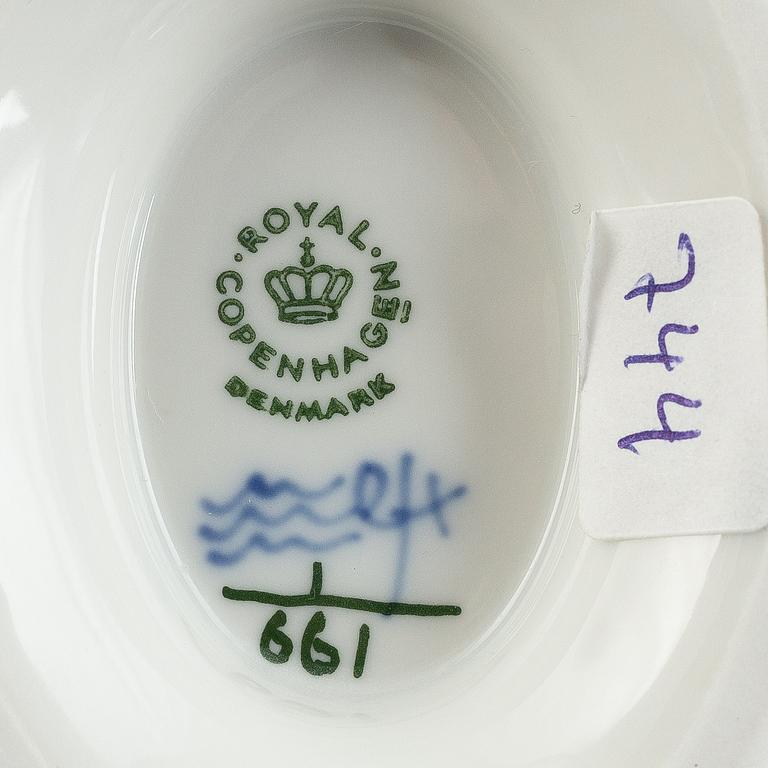 ROYAL
COPENHAGEN
DENMARK
1
661
744